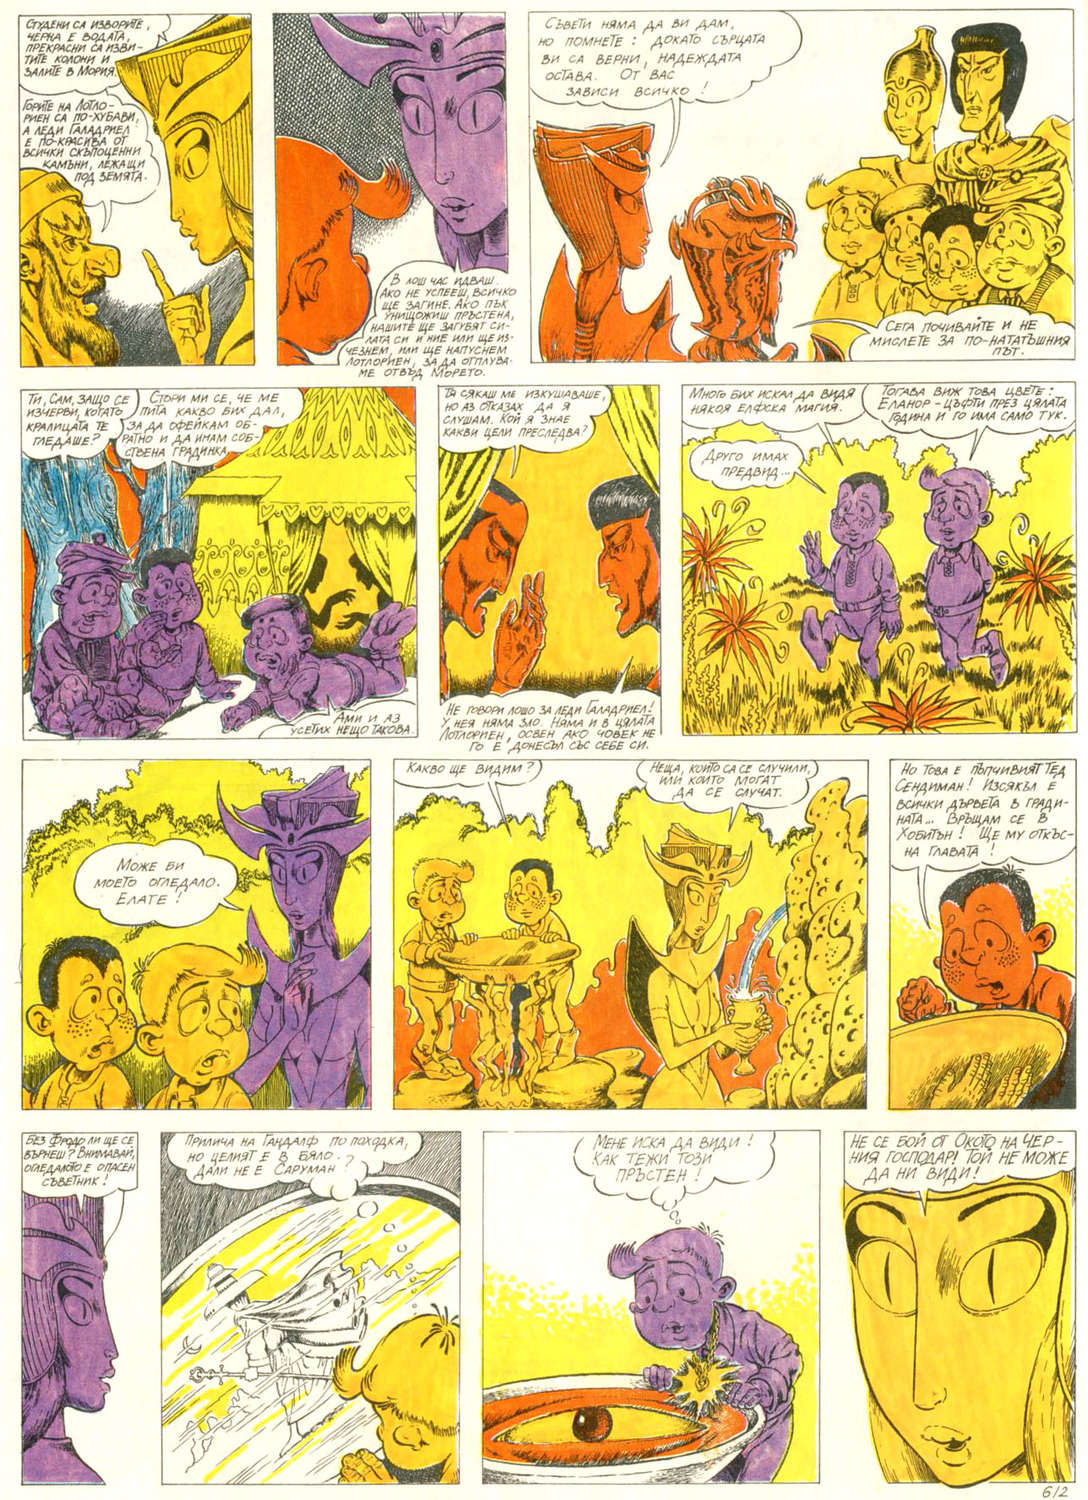 СТУДЕНИ СА ИЗВОРИТЕ,
ЧЕРНА Е ВОДАТА,
ПРЕКРАСНИ СА ИЗВИ-
ТИТЕ КОЛОНИ И
ЗАЛИТЕ В МОРИЯ.
ГОРИТЕ НА ЛОТЛО-
РИЕН СА ПО-ХУБАВИ,
А ЛЕДИ ГАЛАДРИЕЛ
Е ПО-КРАСИВА ОТ
ВСИЧКИ СКЪПОЦЕННИ
КАМЪНИ, ЛЕЖАЩИ
ПОД ЗЕМЯТА.
В ЛОШ ЧАС ИДВАШ.
АКО НЕ УСПЕЕШ, ВСИЧКО
ЩЕ ЗАГИНЕ. АКО ПЪК
УНИЩОЖИШ ПРЪСТЕНА,
НАШИТЕ ЩЕ ЗАГУБЯТ СИ-
ЛАТА СИ И НИЕ ИЛИ ЩЕ ИЗ-
ЧЕЗНЕМ, ИЛИ ЩЕ НАПУСНЕМ
ЛОТЛОРИЕН, ЗА ДА ОТПЛУВА-
МЕ ОТВЪД МОРЕТО.
СЪВЕТИ НЯМА ДА ВИ ДАМ,
НО ПОМНЕТЕ: ДОКАТО СЪРЦАТА
ВИ СА ВЕРНИ, НАДЕЖДАТА
ОСТАВА. ОТ ВАС
ЗАВИСИ ВСИЧКО!
СЕГА ПОЧИВАЙТЕ И НЕ
МИСЛЕТЕ ЗА ПО-НАТАТЪШНИЯ
ПЪТ.
ТИ, САМ, ЗАЩО СЕ
ИЗЧЕРВИ, КОГАТО
КРАЛИЦАТА ТЕ
ГЛЕДАШЕ?
СТОРИ МИ СЕ, ЧЕ МЕ
ПИТА КАКВО БИХ ДАЛ,
ЗА ДА ОФЕЙКАМ ОБ-
РАТНО И ДА ИМАМ СОБ-
СТВЕНА ГРАДИНКА.
АМИ И АЗ
УСЕТИХ НЕЩО ТАКОВА.
ТЯ СЯКАШ МЕ ИЗКУШАВАШЕ,
НО АЗ ОТКАЗАХ ДА Я
СЛУШАМ. КОЙ Я ЗНАЕ
КАКВИ ЦЕЛИ ПРЕСЛЕДВА?
НЕ ГОВОРИ ЛОШО ЗА ЛЕДИ ГАЛАДРИЕЛ!
У НЕЯ НЯМА ЗЛО. НЯМА И В ЦЯЛАТА
ЛОТЛОРИЕН, ОСВЕН АКО ЧОВЕК НЕ
ГО Е ДОНЕСЪЛ СЪС СЕБЕ СИ.
МНОГО БИХ ИСКАЛ ДА ВИДЯ
НЯКОЯ ЕЛФСКА МАГИЯ.
ТОГАВА ВИЖ ТОВА ЦВЕТЕ:
ЕЛАНОР - ЦЪФТИ ПРЕЗ ЦЯЛАТА
ГОДИНА И ГО ИМА САМО ТУК.
ДРУГО ИМАХ
ПРЕДВИД...
МОЖЕ БИ
МОЕТО ОГЛЕДАЛО.
ЕЛАТЕ!
КАКВО ЩЕ ВИДИМ?
НЕЩА, КОИТО СА СЕ СЛУЧИЛИ,
ИЛИ КОИТО МОГАТ
ДА СЕ СЛУЧАТ.
НО ТОВА Е ПЪПЧИВИЯТ ТЕД
СЕНДИМАН! ИЗСЯКЪЛ Е
ВСИЧКИ ДЪРВЕТА В ГРАДИ-
НАТА... ВРЪЩАМ СЕ В
ХОБИТЪН! ЩЕ МУ ОТКЪС-
НА ГЛАВАТА!
БЕЗ ФРОДО ЛИ ЩЕ СЕ
ВЪРНЕШ? ВНИМАВАЙ,
ОГЛЕДАЛОТО Е ОПАСЕН
СЪВЕТНИК!
ПРИЛИЧА НА ГАНДАЛФ ПО ПОХОДКА,
НО ЦЕЛИЯТ Е В БЯЛО.
ДАЛИ НЕ Е САРУМАН?
МЕНЕ ИСКА ДА ВИДИ!
КАК ТЕЖИ ТОЗИ
ПРЪСТЕН!
НЕ СЕ БОЙ ОТ ОКОТО НА ЧЕР-
НИЯ ГОСПОДАР! ТОЙ НЕ МОЖЕ
ДА НИ ВИДИ!
6/2